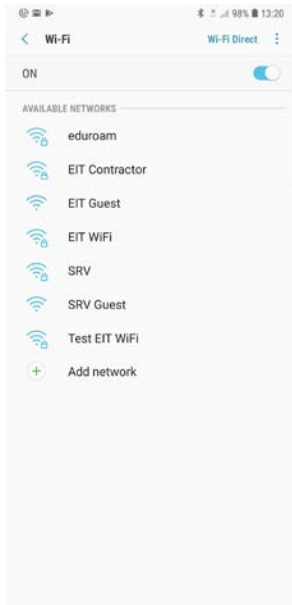 98% 13:20
Wi-Fi Wi-Fi Direct
ON
AVAILABLE NETWORKS
eduroam
EIT Contractor
EIT Guest
EIT WiFi
SRV
SRV Guest
Test EIT WiFi
Add network